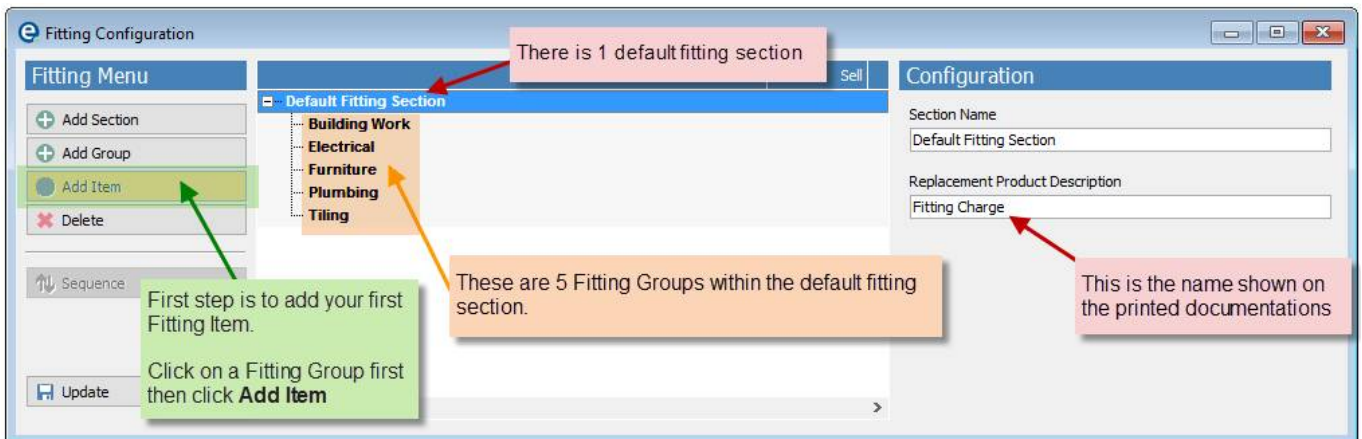 Fitting Configuration
There is 1 default fitting section
Fitting Menu
Sell
Configuration
Default Fitting Section
Section Name
Add Section
Building Work
Default Fitting Section
Add Group
Electrical
Add Item
Furniture
Replacement Product Description
Plumbing
Fitting Charge
Delete
Tiling
Sequence
First step is to add your first
Fitting Item.
Click on a Fitting Group first
then click Add Item
These are 5 Fitting Groups within the default fitting
section.
This is the name shown on
the printed documentations
Update